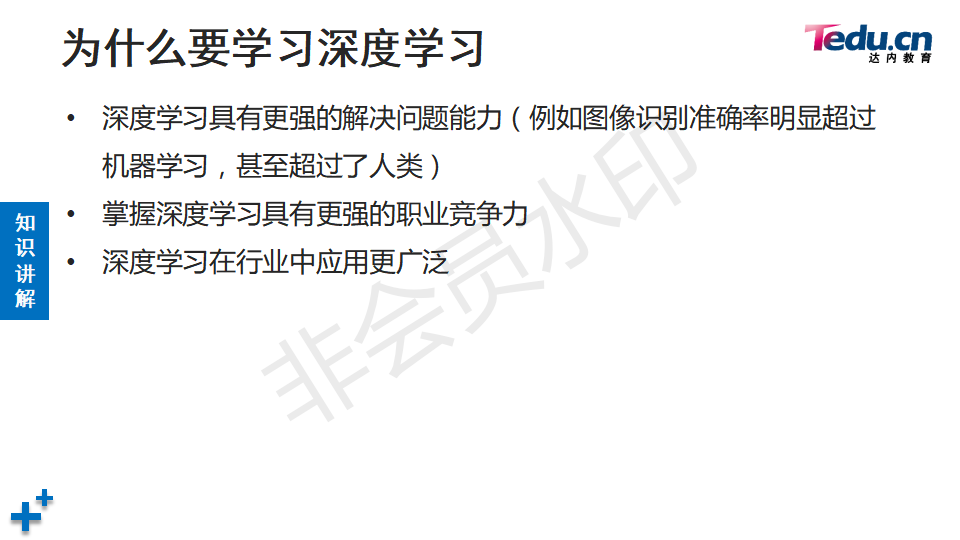 为什么要学习深度学习
Tedu.cn
达内教育
• 深度学习具有更强的解决问题能力（例如图像识别准确率明显超过
机器学习，甚至超过了人类）
• 掌握深度学习具有更强的职业竞争力
• 深度学习在行业中应用更广泛
知
识
讲
解
非会员水印